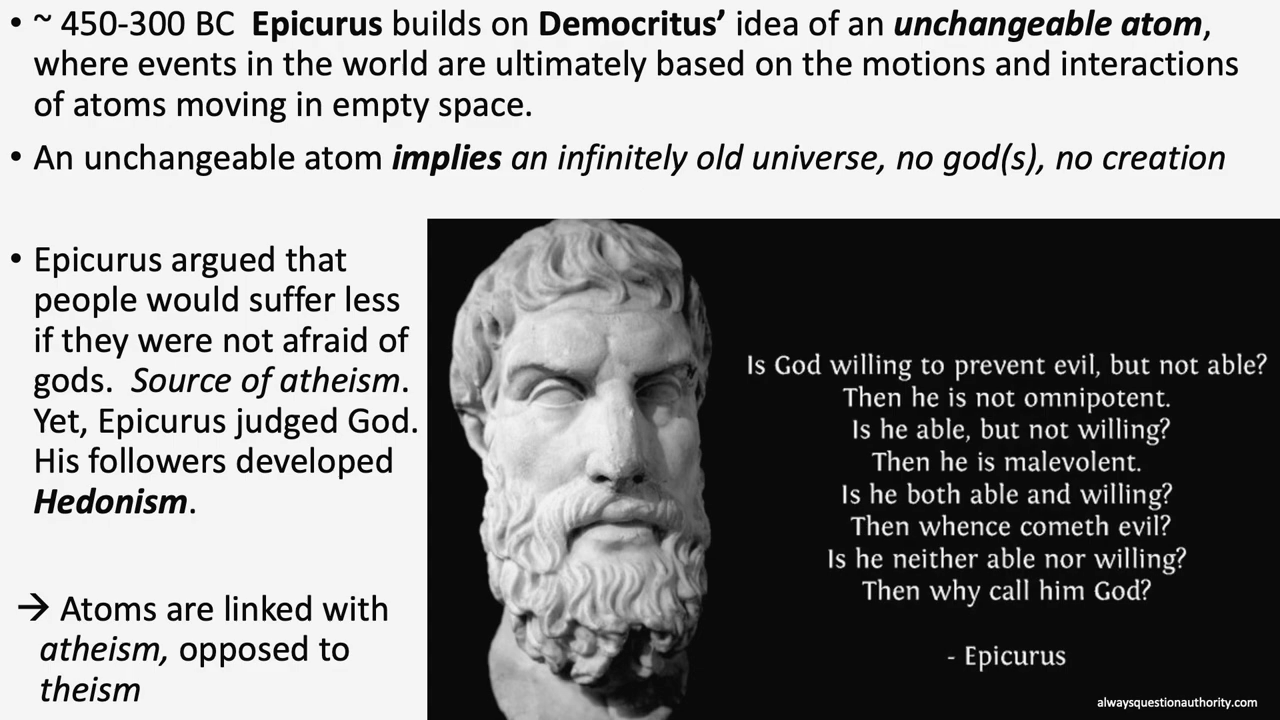 • ~ 450-300 BC  Epicurus builds on Democritus’ idea of an unchangeable atom,
where events in the world are ultimately based on the motions and interactions
of atoms moving in empty space.
• An unchangeable atom implies an infinitely old universe, no god(s), no creation
• Epicurus argued that
people would suffer less
if they were not afraid of
gods.  Source of atheism.
Yet, Epicurus judged God.
His followers developed
Hedonism.
→ Atoms are linked with
atheism, opposed to
theism
Is God willing to prevent evil, but not able?
Then he is not omnipotent.
Is he able, but not willing?
Then he is malevolent.
Is he both able and willing?
Then whence cometh evil?
Is he neither able nor willing?
Then why call him God?
- Epicurus
alwaysquestionauthority.com